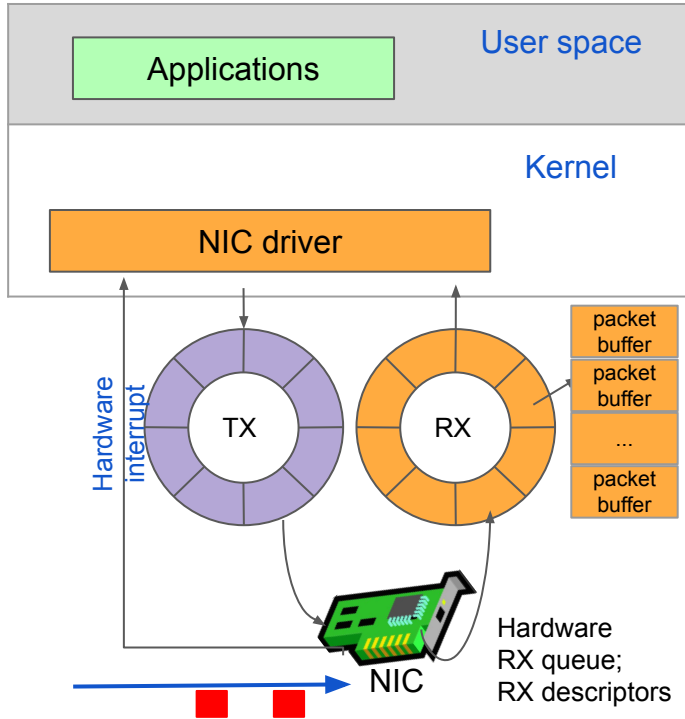 User space
Applications
Kernel
NIC driver
packet
buffer
packet
buffer
...
packet
buffer
Hardware
interrupt
TX
RX
NIC
Hardware
RX queue;
RX descriptors